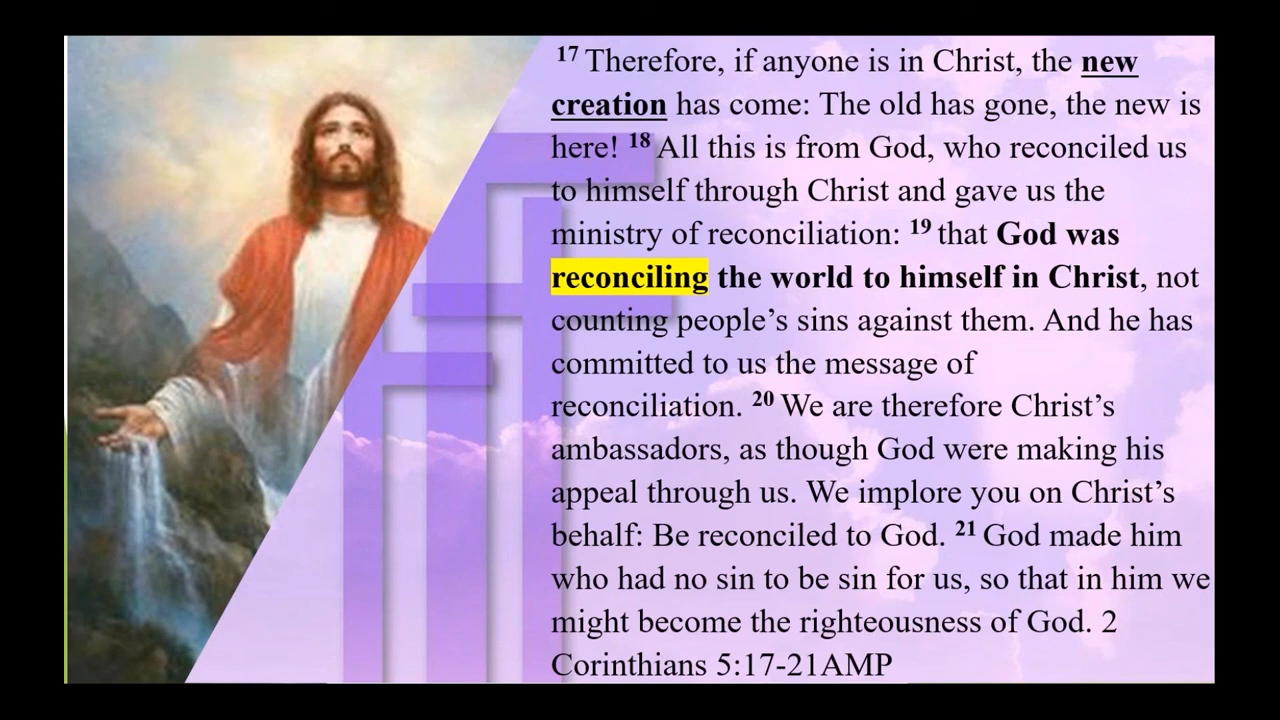 17 Therefore, if anyone is in Christ, the new
creation has come: The old has gone, the new is
here! 18 All this is from God, who reconciled us
to himself through Christ and gave us the
ministry of reconciliation: 19 that God was
reconciling the world to himself in Christ, not
counting people’s sins against them. And he has
committed to us the message of
reconciliation. 20 We are therefore Christ’s
ambassadors, as though God were making his
appeal through us. We implore you on Christ’s
behalf: Be reconciled to God. 21 God made him
who had no sin to be sin for us, so that in him we
might become the righteousness of God. 2
Corinthians 5:17-21AMP